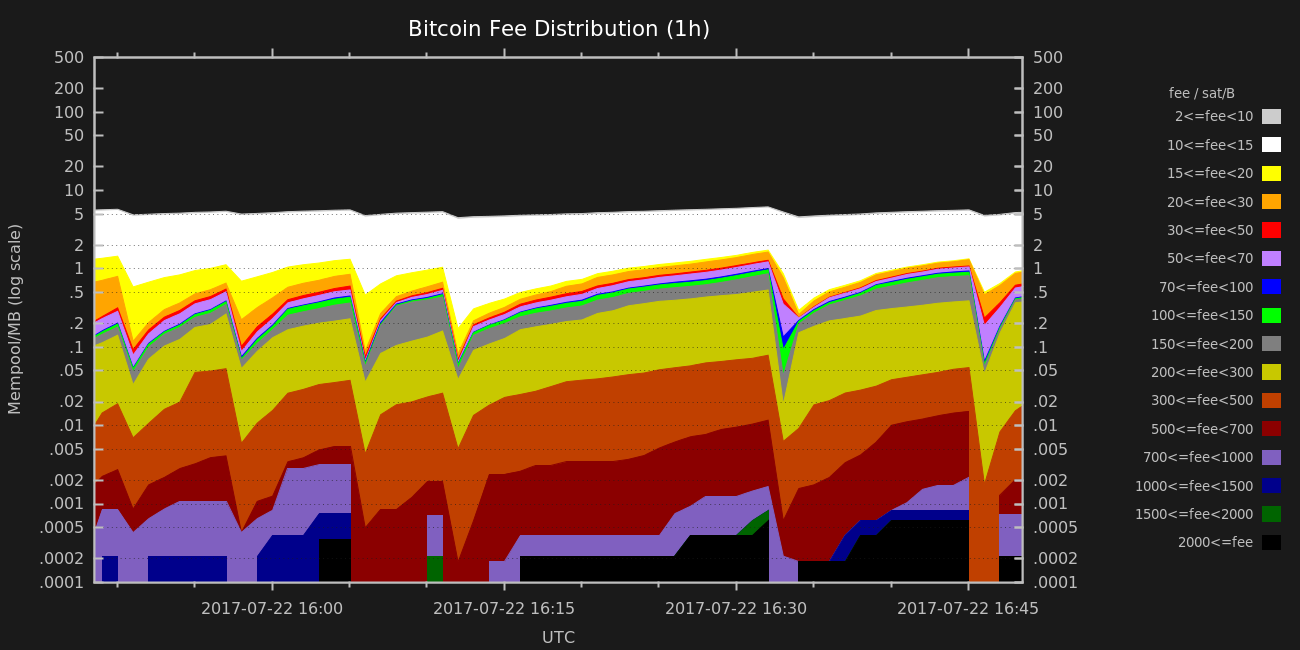 Bitcoin Fee Distribution (1h)
Mempool/MB (log scale)
500
200
100
50
20
10
5
2
1
.5
.2
.1
.05
.02
.01
.005
.002
.001
.0005
.0002
.0001
500
200
100
50
20
10
5
2
1
.5
.2
.1
.05
.02
.01
.005
.002
.001
.0005
.0002
.0001
2017-07-22 16:00
2017-07-22 16:15
2017-07-22 16:30
2017-07-22 16:45
UTC
fee / sat/B
2<=fee<10
10<=fee<15
15<=fee<20
20<=fee<30
30<=fee<50
50<=fee<70
70<=fee<100
100<=fee<150
150<=fee<200
200<=fee<300
300<=fee<500
500<=fee<700
700<=fee<1000
1000<=fee<1500
1500<=fee<2000
2000<=fee